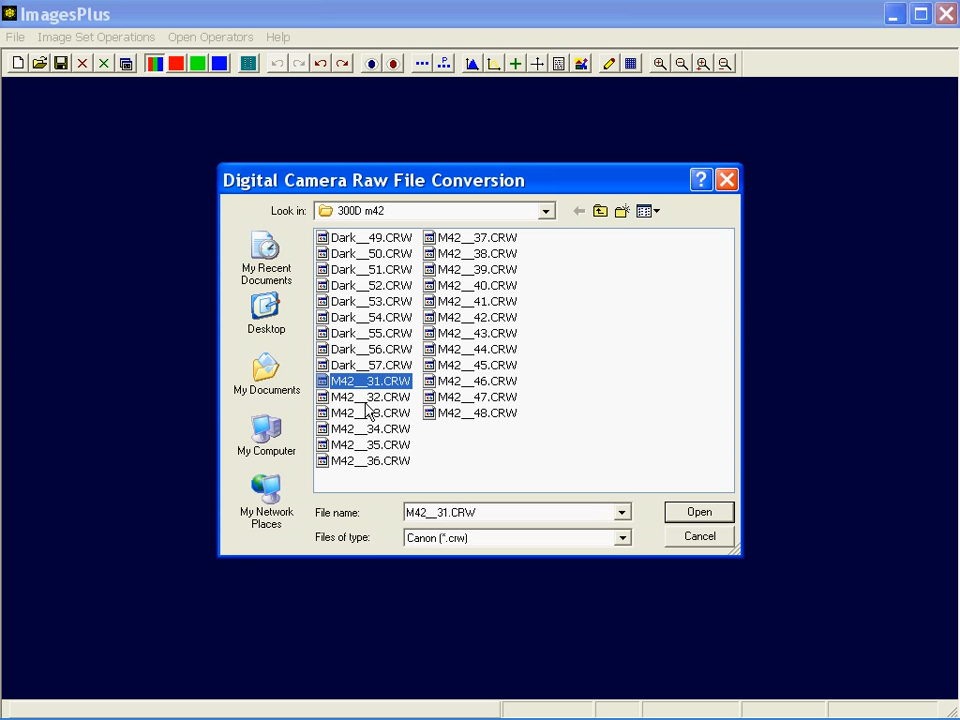 ImagesPlus
File Image Set Operations Open Operators Help
Digital Camera Raw File Conversion
Look in: 300D m42
My Recent Documents
Desktop
My Documents
My Computer
My Network Places
Dark__49.CRW
Dark__50.CRW
Dark__51.CRW
Dark__52.CRW
Dark__53.CRW
Dark__54.CRW
Dark__55.CRW
Dark__56.CRW
Dark__57.CRW
M42__31.CRW
M42__32.CRW
M42__33.CRW
M42__34.CRW
M42__35.CRW
M42__36.CRW
M42__37.CRW
M42__38.CRW
M42__39.CRW
M42__40.CRW
M42__41.CRW
M42__42.CRW
M42__43.CRW
M42__44.CRW
M42__45.CRW
M42__46.CRW
M42__47.CRW
M42__48.CRW
File name: M42__31.CRW Open
Files of type: Canon (*.crw) Cancel